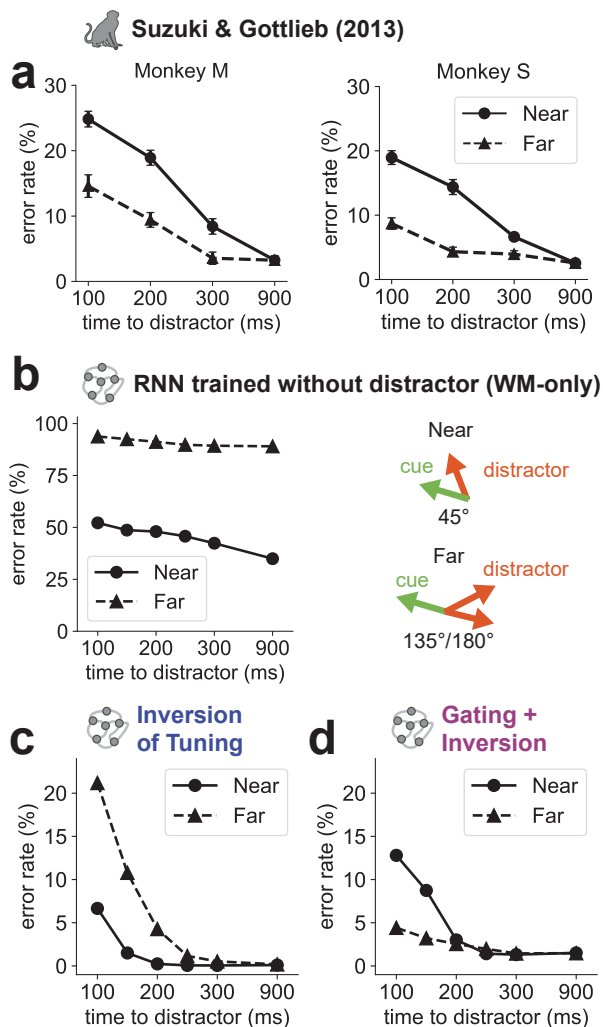 Suzuki & Gottlieb (2013)
a
Monkey M
error rate (%)
30
20
10
0
100 200 300 900
time to distractor (ms)
Monkey S
error rate (%)
30
20
10
0
Near
Far
100 200 300 900
time to distractor (ms)
b
RNN trained without distractor (WM-only)
error rate (%)
100
75
50
25
0
Near
Far
100 200 300 900
time to distractor (ms)
Near
cue
distractor
45°
Far
cue
distractor
135°/180°
c
Inversion
of Tuning
error rate (%)
20
15
10
5
0
Near
Far
100 200 300 900
time to distractor (ms)
d
Gating +
Inversion
error rate (%)
20
15
10
5
0
Near
Far
100 200 300 900
time to distractor (ms)